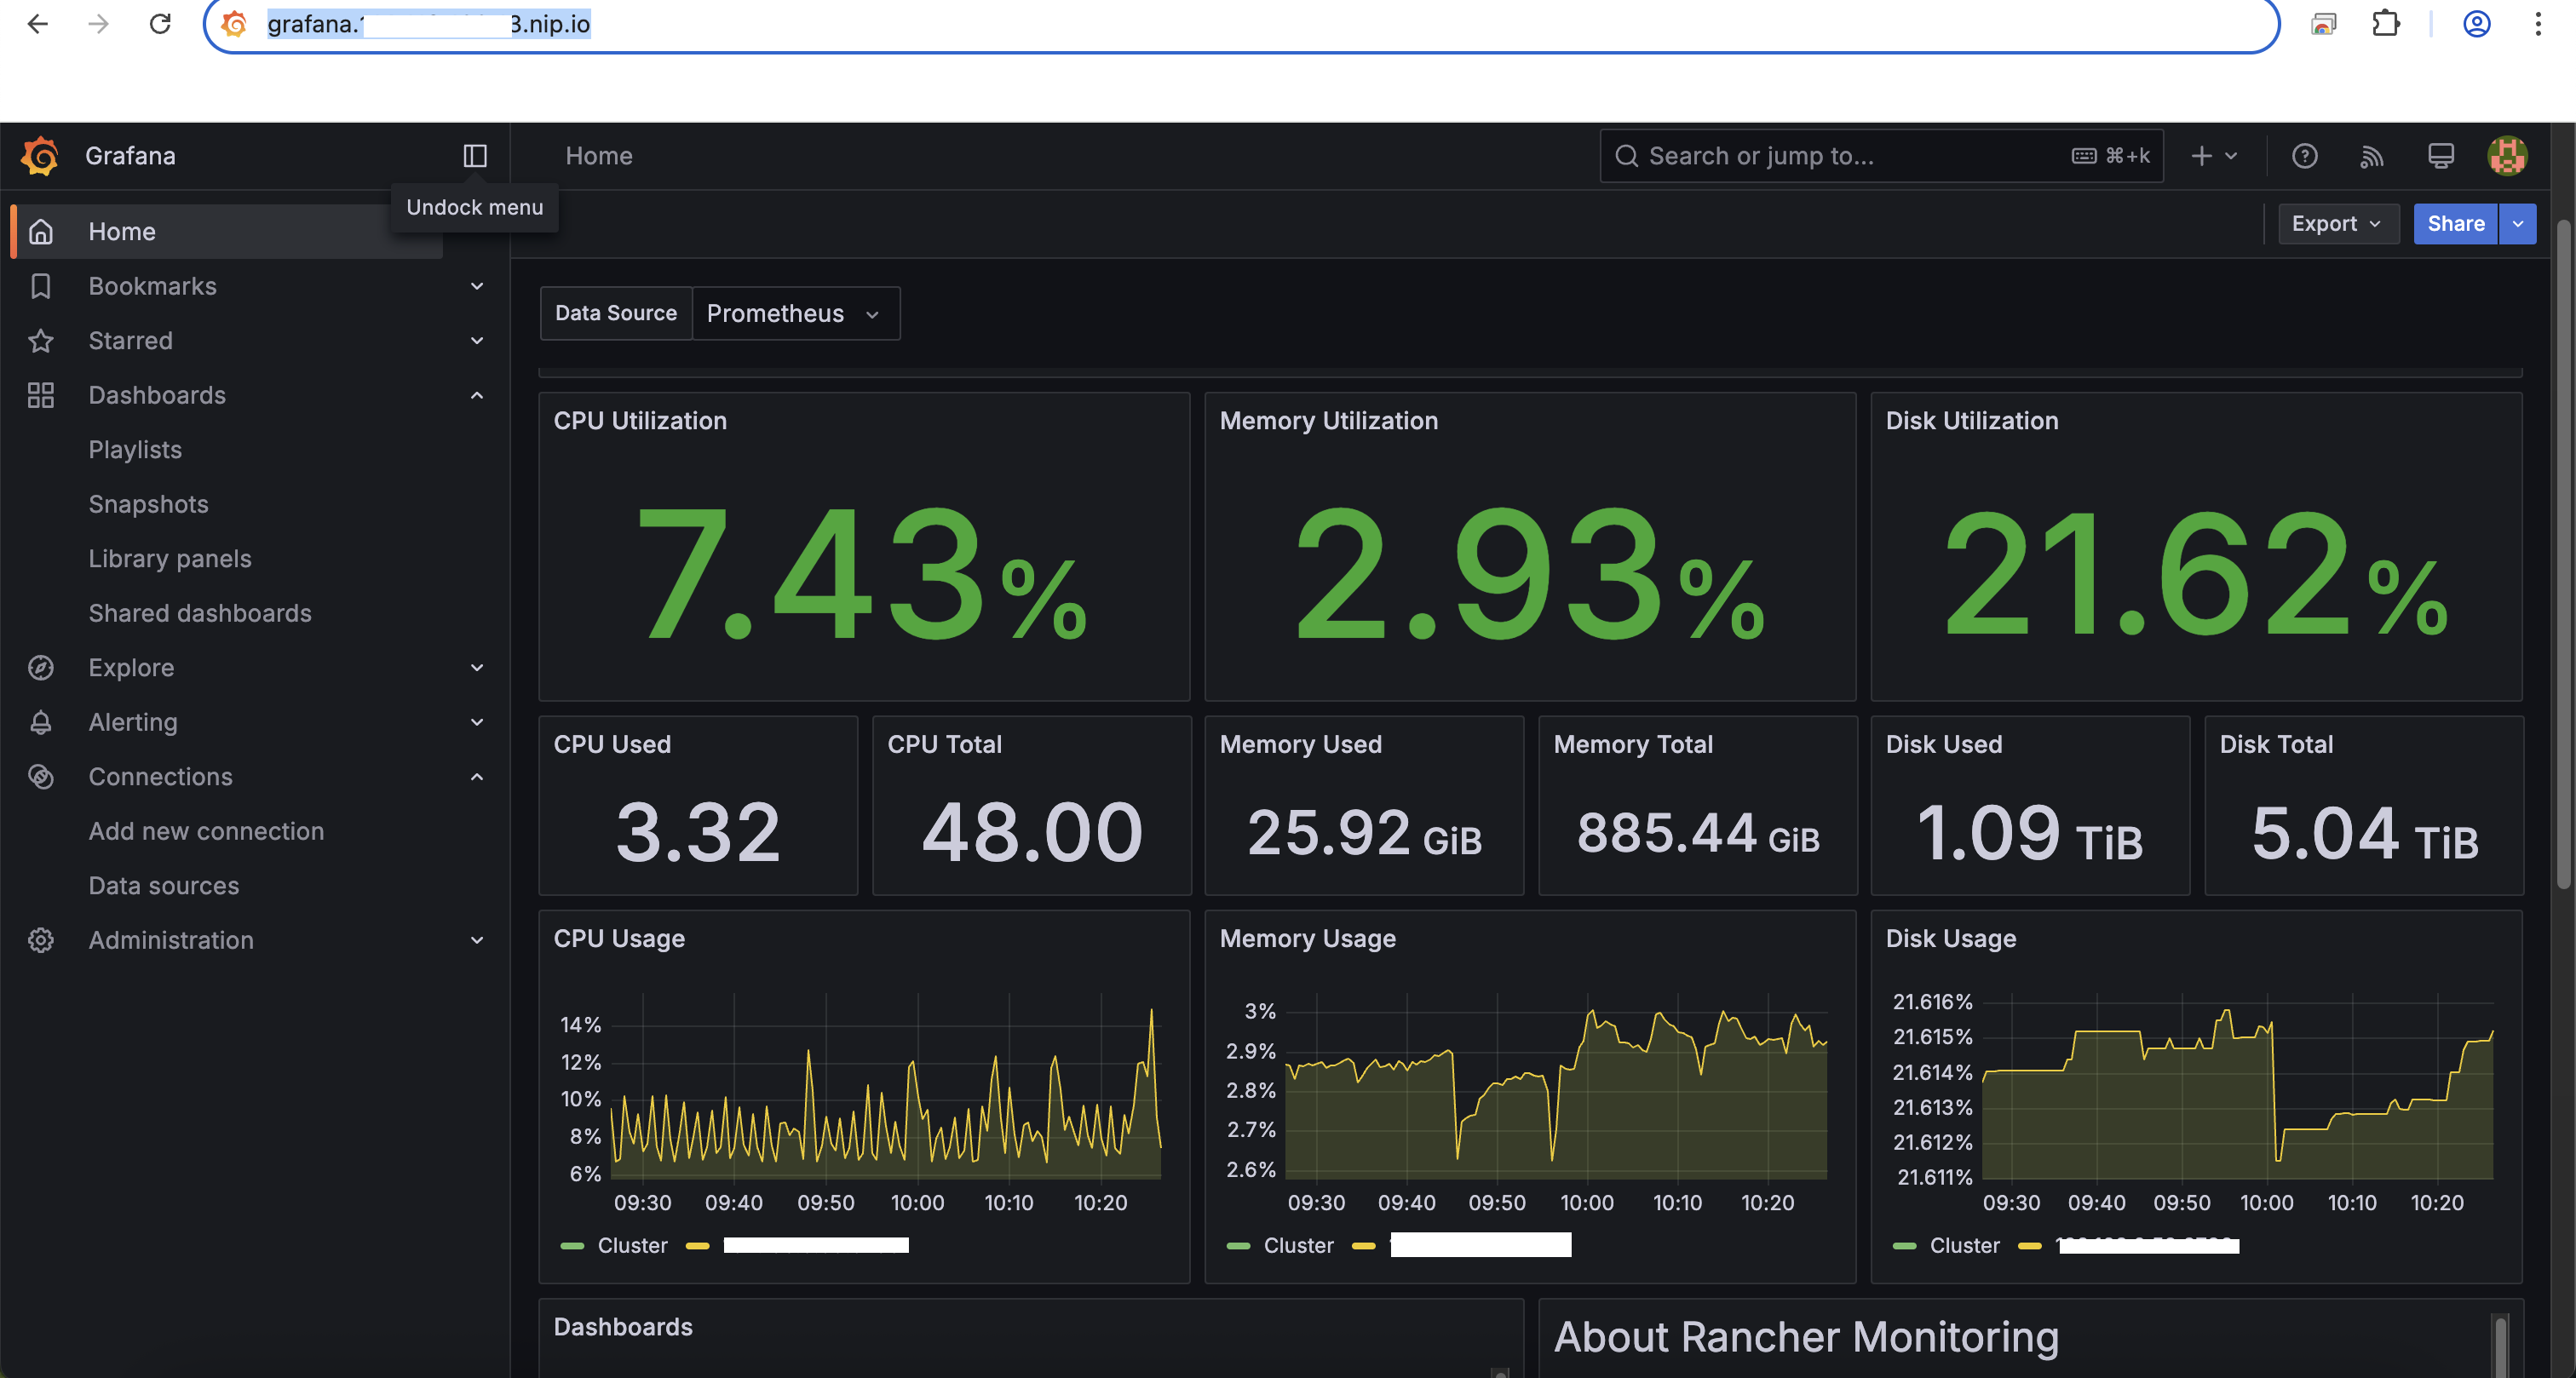 grafana. 3.nip.io
Grafana
Home
Search or jump to...
⌘+k
Undock menu
Home
Export
Share
Bookmarks
Data Source
Prometheus
Starred
Dashboards
Playlists
Snapshots
Library panels
Shared dashboards
Explore
Alerting
Connections
Add new connection
Data sources
Administration
CPU Utilization
7.43%
Memory Utilization
2.93%
Disk Utilization
21.62%
CPU Used
3.32
CPU Total
48.00
Memory Used
25.92 GiB
Memory Total
885.44 GiB
Disk Used
1.09 TiB
Disk Total
5.04 TiB
CPU Usage
14%
12%
10%
8%
6%
09:30 09:40 09:50 10:00 10:10 10:20
Cluster
Memory Usage
3%
2.9%
2.8%
2.7%
2.6%
09:30 09:40 09:50 10:00 10:10 10:20
Cluster
Disk Usage
21.616%
21.615%
21.614%
21.613%
21.612%
21.611%
09:30 09:40 09:50 10:00 10:10 10:20
Cluster
Dashboards
About Rancher Monitoring